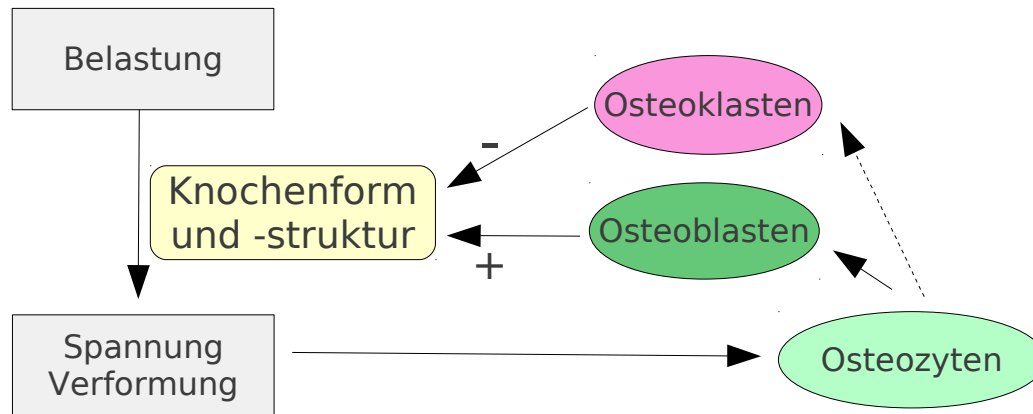 Belastung
Osteoklasten
-
Knochenform
und -struktur
Osteoblasten
+
Spannung
Verformung
Osteozyten